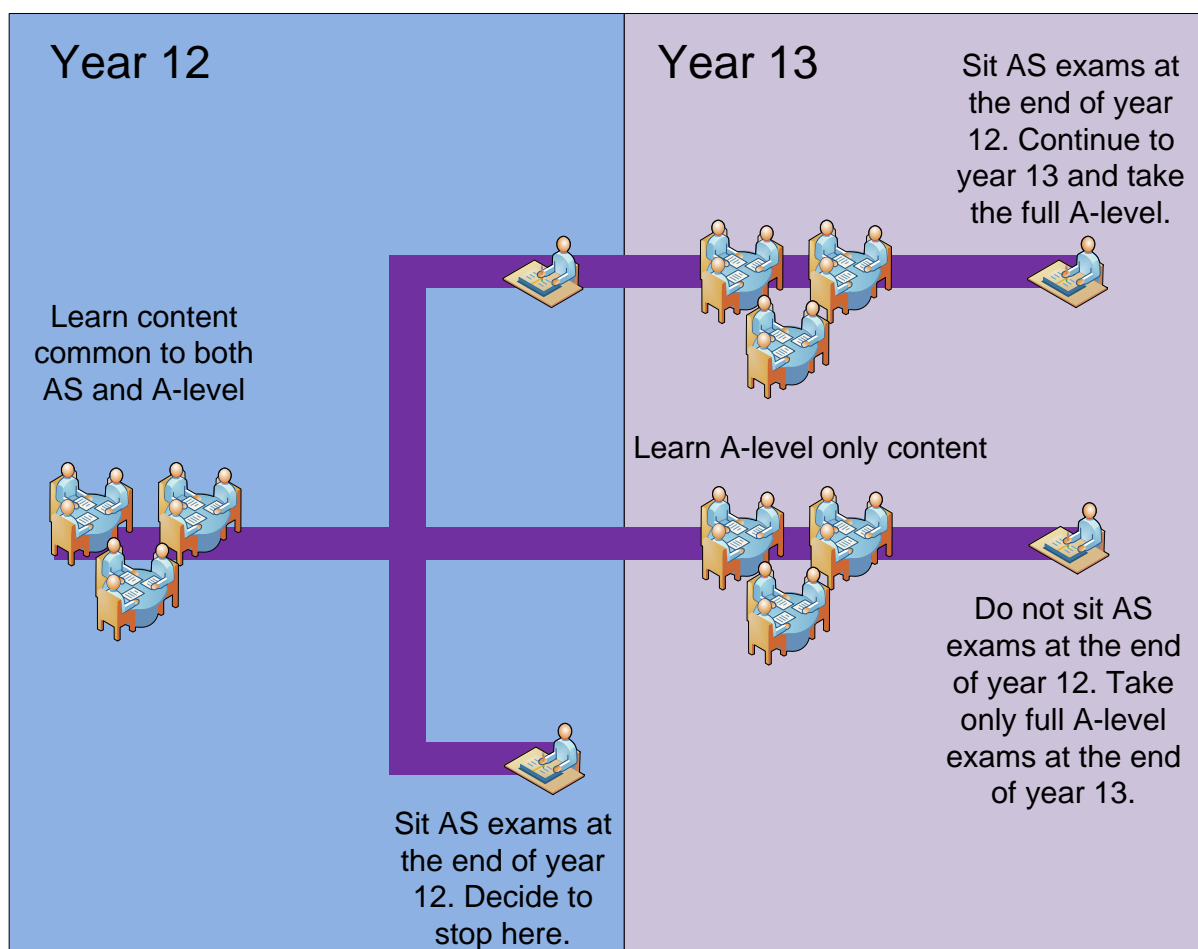 Year 12
Year 13
Sit AS exams at
the end of year
12. Continue to
year 13 and take
the full A-level.
Learn content
common to both
AS and A-level
Learn A-level only content
Do not sit AS
exams at the end
of year 12. Take
only full A-level
exams at the end
of year 13.
Sit AS exams at
the end of year
12. Decide to
stop here.